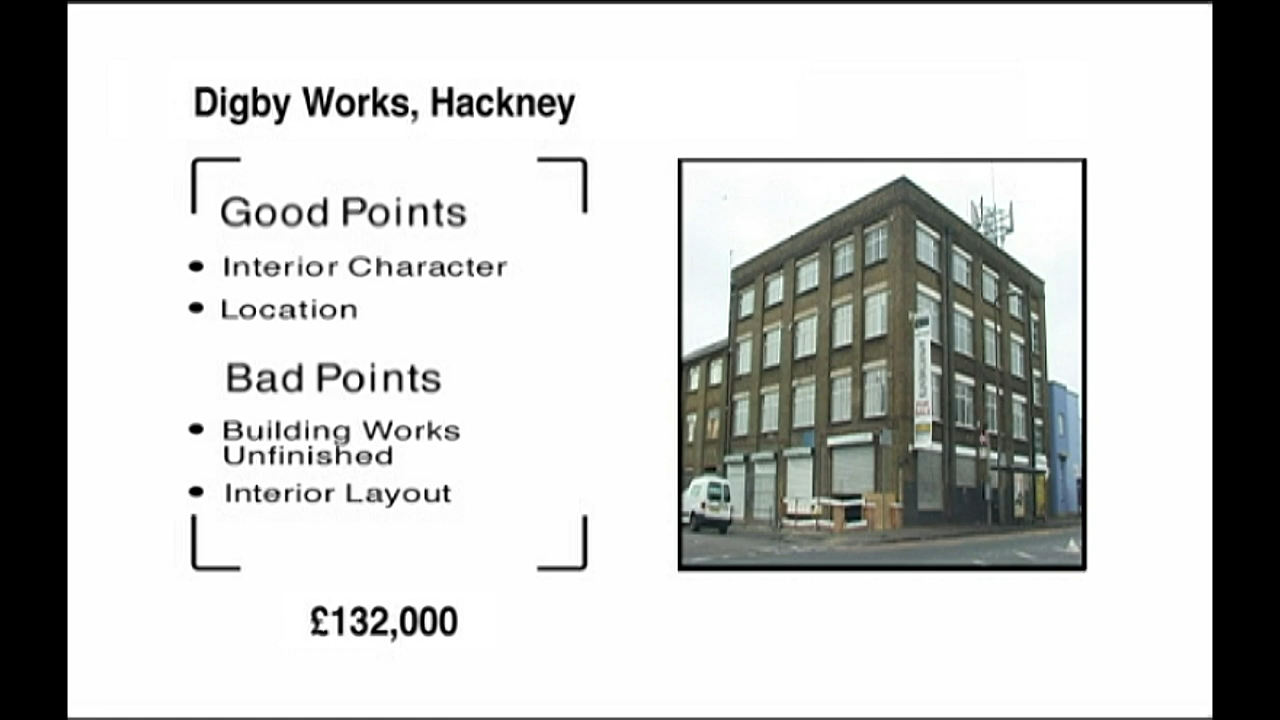 Digby Works, Hackney
Good Points
• Interior Character
• Location
Bad Points
• Building Works
Unfinished
• Interior Layout
£132,000